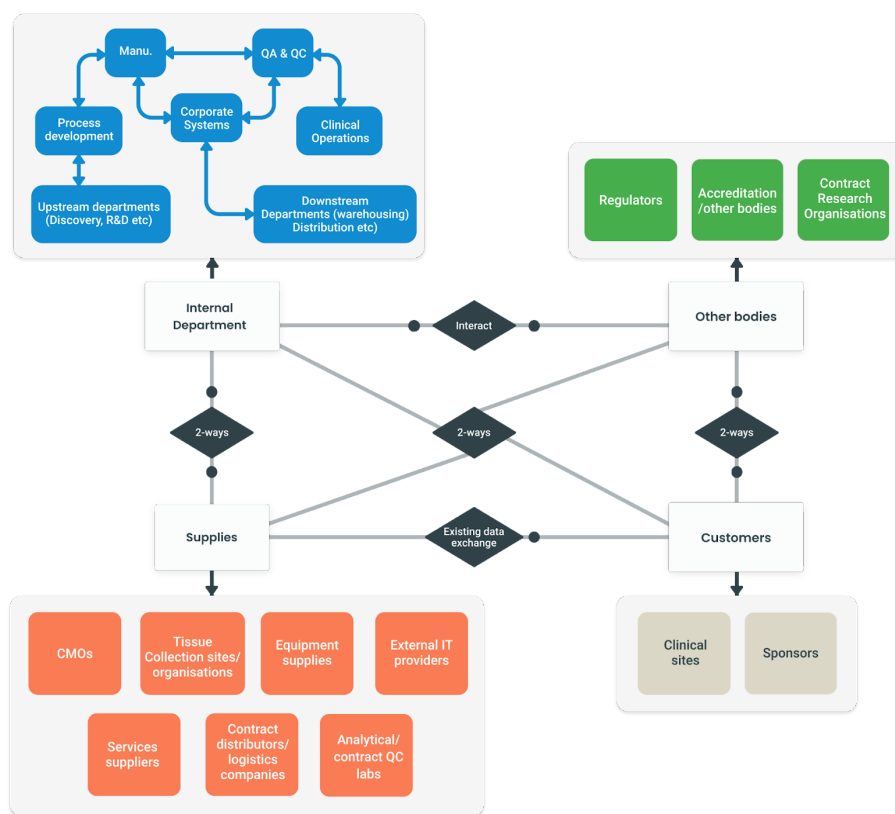 Manu.
QA & QC
Process
development
Corporate
Systems
Clinical
Operations
Upstream departments
(Discovery, R&D etc)
Downstream
Departments (warehousing)
Distribution etc)
Regulators
Accreditation
/other bodies
Contract
Research
Organisations
Internal
Department
Interact
Other bodies
2-ways
2-ways
2-ways
Supplies
Existing data
exchange
Customers
CMOs
Tissue
Collection sites/
organisations
Equipment
supplies
External IT
providers
Services
suppliers
Contract
distributors/
logistics
companies
Analytical/
contract QC
labs
Clinical
sites
Sponsors